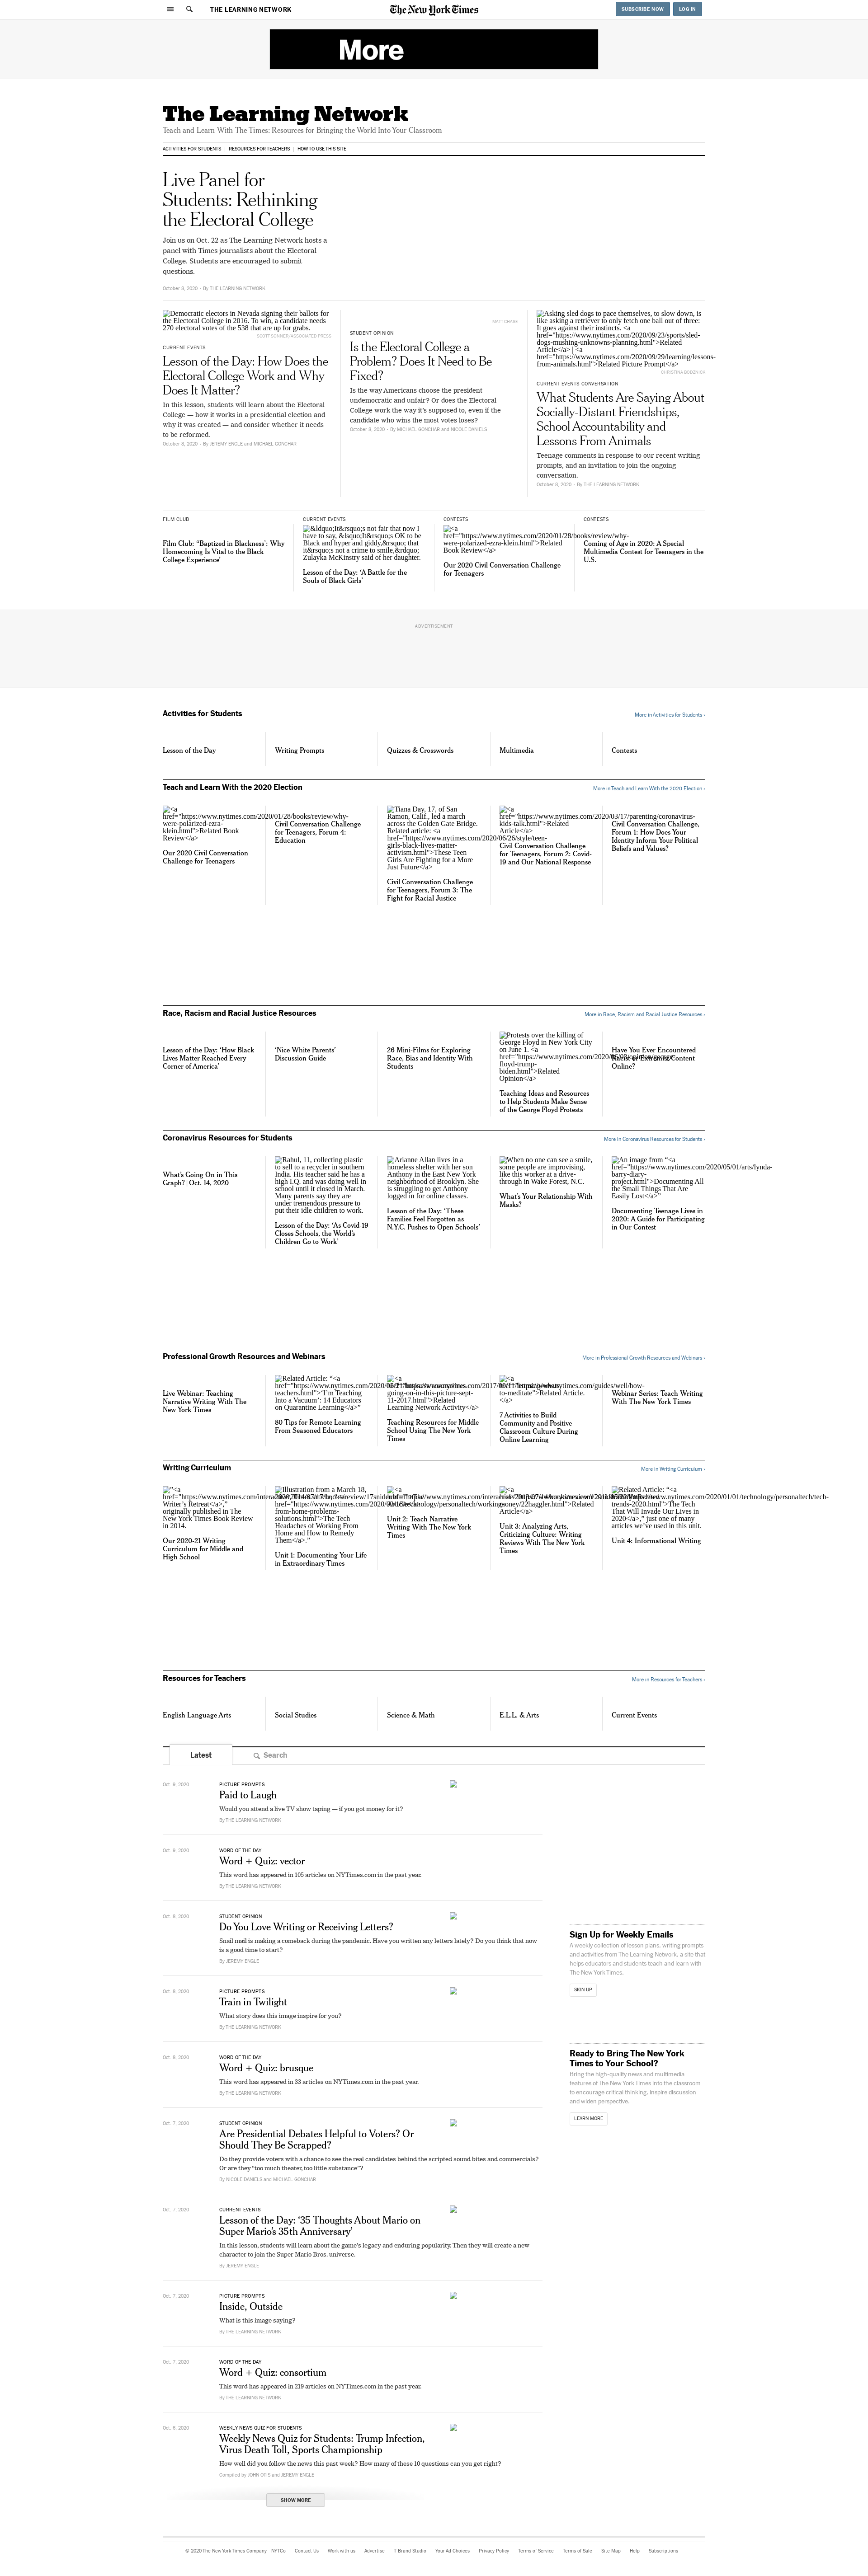 THE LEARNING NETWORK
The New York Times
SUBSCRIBE NOW
LOG IN
More
The Learning Network
Teach and Learn With The Times: Resources for Bringing the World Into Your Classroom
ACTIVITIES FOR STUDENTS
RESOURCES FOR TEACHERS
HOW TO USE THIS SITE
Live Panel for
Students: Rethinking
the Electoral College
Join us on Oct. 22 as The Learning Network hosts a
panel with Times journalists about the Electoral
College. Students are encouraged to submit
questions.
October 8, 2020 - By THE LEARNING NETWORK
Democratic electors in Nevada signing their ballots for
the Electoral College in 2016. To win, a candidate needs
270 electoral votes of the 538 that are up for grabs.
CURRENT EVENTS
Lesson of the Day: How Does the
Electoral College Work and Why
Does It Matter?
In this lesson, students will learn about the Electoral
College — how it works in a presidential election and
why it was created — and consider whether it needs
to be reformed.
October 8, 2020 - By JEREMY ENGLE and MICHAEL GONCHAR
STUDENT OPINION
Is the Electoral College a
Problem? Does It Need to Be
Fixed?
Is the way Americans choose the president
undemocratic and unfair? Or does the Electoral
College work the way it's supposed to, even if the
candidate who wins the most votes loses?
October 8, 2020 - By MICHAEL GONCHAR and NICOLE DANIELS
Asking sled dogs to pace themselves, to slow down, is
like asking a retriever to only fetch one ball out of three:
It goes against their instincts. <a
href="https://www.nytimes.com/2020/09/23/sports/sled-
dogs-mushing-unknowns-planning.html">Related
Article</a> | <a
href="https://www.nytimes.com/2020/09/29/learning/lessons-
from-animals.html">Related Picture Prompt</a>
CURRENT EVENTS CONVERSATION
What Students Are Saying About
Socially-Distant Friendships,
School Accountability and
Lessons From Animals
Teenage comments in response to our recent writing
prompts, and an invitation to join the ongoing
conversation.
October 8, 2020 - By THE LEARNING NETWORK
FILM CLUB
Film Club: “‘Baptized in Blackness’: Why
Homecoming Is Vital to the Black
College Experience’
CURRENT EVENTS
&ldquo;It&rsquo;s not fair that now I
have to say, &lsquo;It&rsquo;s OK to be
Black and hyper and giddy,&rsquo; that
it&rsquo;s not a crime to smile,&rdquo;
Zulayka McKinstry said of her daughter.
Lesson of the Day: ‘A Battle for the
Souls of Black Girls’
CONTESTS
<a
href="https://www.nytimes.com/2020/01/28/books/review/why-
were-polarized-ezra-klein.html">Related
Book Review</a>
Our 2020 Civil Conversation Challenge
for Teenagers
CONTESTS
Coming of Age in 2020: A Special
Multimedia Contest for Teenagers in the
U.S.
ADVERTISEMENT
Activities for Students
More in Activities for Students ›
Lesson of the Day
Writing Prompts
Quizzes & Crosswords
Multimedia
Contests
Teach and Learn With the 2020 Election
More in Teach and Learn With the 2020 Election ›
<a
href="https://www.nytimes.com/2020/01/28/books/review/why-
were-polarized-ezra-
klein.html">Related Book
Review</a>
Our 2020 Civil Conversation
Challenge for Teenagers
Civil Conversation Challenge
for Teenagers, Forum 4:
Education
Tiana Day, 17, of San
Ramon, Calif., led a march
across the Golden Gate Bridge.
Related article: <a
href="https://www.nytimes.com/2020/06/26/style/teen-
girls-black-lives-matter-
activism.html">These Teen
Girls Are Fighting for a More
Just Future</a>
Civil Conversation Challenge
for Teenagers, Forum 3: The
Fight for Racial Justice
<a
href="https://www.nytimes.com/2020/03/17/parenting/coronavirus-
kids-talk.html">Related
Article</a>
Civil Conversation Challenge
for Teenagers, Forum 2: Covid-
19 and Our National Response
Civil Conversation Challenge,
Forum 1: How Does Your
Identity Inform Your Political
Beliefs and Values?
Race, Racism and Racial Justice Resources
More in Race, Racism and Racial Justice Resources ›
Lesson of the Day: ‘How Black
Lives Matter Reached Every
Corner of America’
‘Nice White Parents’
Discussion Guide
26 Mini-Films for Exploring
Race, Bias and Identity With
Students
Protests over the killing of
George Floyd in New York City
on June 1. <a
floyd-trump-
biden.html">Related
Opinion</a>
Teaching Ideas and Resources
to Help Students Make Sense
of the George Floyd Protests
Have You Ever Encountered
Racist or Extremist Content
Online?
Coronavirus Resources for Students
More in Coronavirus Resources for Students ›
What’s Going On in This
Graph? | Oct. 14, 2020
Rahul, 11, collecting plastic
to sell to a recycler in southern
India. His teacher said he has a
high I.Q. and was doing well in
school until it closed in March.
Many parents say they are
under tremendous pressure to
put their idle children to work.
Lesson of the Day: ‘As Covid-19
Closes Schools, the World’s
Children Go to Work’
Arianne Allan lives in a
homeless shelter with her son
Anthony in the East New York
neighborhood of Brooklyn. She
is struggling to get Anthony
logged in for online classes.
Lesson of the Day: ‘These
Families Feel Forgotten as
N.Y.C. Pushes to Open Schools’
When no one can see a smile,
some people are improvising,
like this worker at a drive-
through in Wake Forest, N.C.
What’s Your Relationship With
Masks?
An image from “<a
href="https://www.nytimes.com/2020/05/01/arts/lynda-
barry-diary-
project.html">Documenting All
the Small Things That Are
Easily Lost</a>”
Documenting Teenage Lives in
2020: A Guide for Participating
in Our Contest
Professional Growth Resources and Webinars
More in Professional Growth Resources and Webinars ›
Live Webinar: Teaching
Narrative Writing With The
New York Times
Related Article: “<a
teachers.html">‘I’m Teaching
Into a Vacuum’: 14 Educators
on Quarantine Learning</a>”
80 Tips for Remote Learning
From Seasoned Educators
<a
going-on-in-this-picture-sept-
11-2017.html">Related
Learning Network Activity</a>
Teaching Resources for Middle
School Using The New York
Times
<a
to-meditate">Related Article.
</a>
7 Activities to Build
Community and Positive
Classroom Culture During
Online Learning
Webinar Series: Teach Writing
With The New York Times
Writing Curriculum
More in Writing Curriculum ›
“<a
Writer’s Retreat</a>,”
originally published in The
New York Times Book Review
in 2014.
Our 2020-21 Writing
Curriculum for Middle and
High School
Illustration from a March 18,
from-home-problems-
solutions.html">The Tech
Headaches of Working From
Home and How to Remedy
Them</a>.”
Unit 1: Documenting Your Life
in Extraordinary Times
Unit 2: Teach Narrative
Writing With The New York
Times
<a
money/22haggler.html">Related
Article</a>
Unit 3: Analyzing Arts,
Criticizing Culture: Writing
Reviews With The New York
Times
Related Article: “<a
trends-2020.html">The Tech
That Will Invade Our Lives in
2020</a>,” just one of many
articles we’ve used in this unit.
Unit 4: Informational Writing
Resources for Teachers
More in Resources for Teachers ›
English Language Arts
Social Studies
Science & Math
E.L.L. & Arts
Current Events
Latest
Search
Oct. 9, 2020
PICTURE PROMPTS
Paid to Laugh
Would you attend a live TV show taping — if you got money for it?
By THE LEARNING NETWORK
Oct. 9, 2020
WORD OF THE DAY
Word + Quiz: vector
This word has appeared in 105 articles on NYTimes.com in the past year.
By THE LEARNING NETWORK
Oct. 8, 2020
STUDENT OPINION
Do You Love Writing or Receiving Letters?
Snail mail is making a comeback during the pandemic. Have you written any letters lately? Do you think that now
is a good time to start?
By JEREMY ENGLE
Oct. 8, 2020
PICTURE PROMPTS
Train in Twilight
What story does this image inspire for you?
By THE LEARNING NETWORK
Oct. 8, 2020
WORD OF THE DAY
Word + Quiz: brusque
This word has appeared in 33 articles on NYTimes.com in the past year.
By THE LEARNING NETWORK
Oct. 7, 2020
STUDENT OPINION
Are Presidential Debates Helpful to Voters? Or
Should They Be Scrapped?
Do they provide voters with a chance to see the real candidates behind the scripted sound bites and commercials?
Or are they “too much theater, too little substance”?
By NICOLE DANIELS and MICHAEL GONCHAR
Oct. 7, 2020
CURRENT EVENTS
Lesson of the Day: ‘35 Thoughts About Mario on
Super Mario’s 35th Anniversary’
In this lesson, students will learn about the game’s legacy and enduring popularity. Then they will create a new
character to join the Super Mario Bros. universe.
By JEREMY ENGLE
Oct. 7, 2020
PICTURE PROMPTS
Inside, Outside
What is this image saying?
By THE LEARNING NETWORK
Oct. 7, 2020
WORD OF THE DAY
Word + Quiz: consortium
This word has appeared in 219 articles on NYTimes.com in the past year.
By THE LEARNING NETWORK
Oct. 6, 2020
WEEKLY NEWS QUIZ FOR STUDENTS
Weekly News Quiz for Students: Trump Infection,
Virus Death Toll, Sports Championship
How well did you follow the news this past week? How many of these 10 questions can you get right?
Compiled by JOHN OTIS and JEREMY ENGLE
SHOW MORE
Sign Up for Weekly Emails
A weekly collection of lesson plans, writing prompts
and activities from The Learning Network, a site that
helps educators and students teach and learn with
The New York Times.
SIGN UP
Ready to Bring The New York
Times to Your School?
Bring the high-quality news and multimedia
features of The New York Times into the classroom
to encourage critical thinking, inspire discussion
and widen perspective.
LEARN MORE
© 2020 The New York Times Company
NYTCo
Contact Us
Work with us
Advertise
T Brand Studio
Your Ad Choices
Privacy Policy
Terms of Service
Terms of Sale
Site Map
Help
Subscriptions